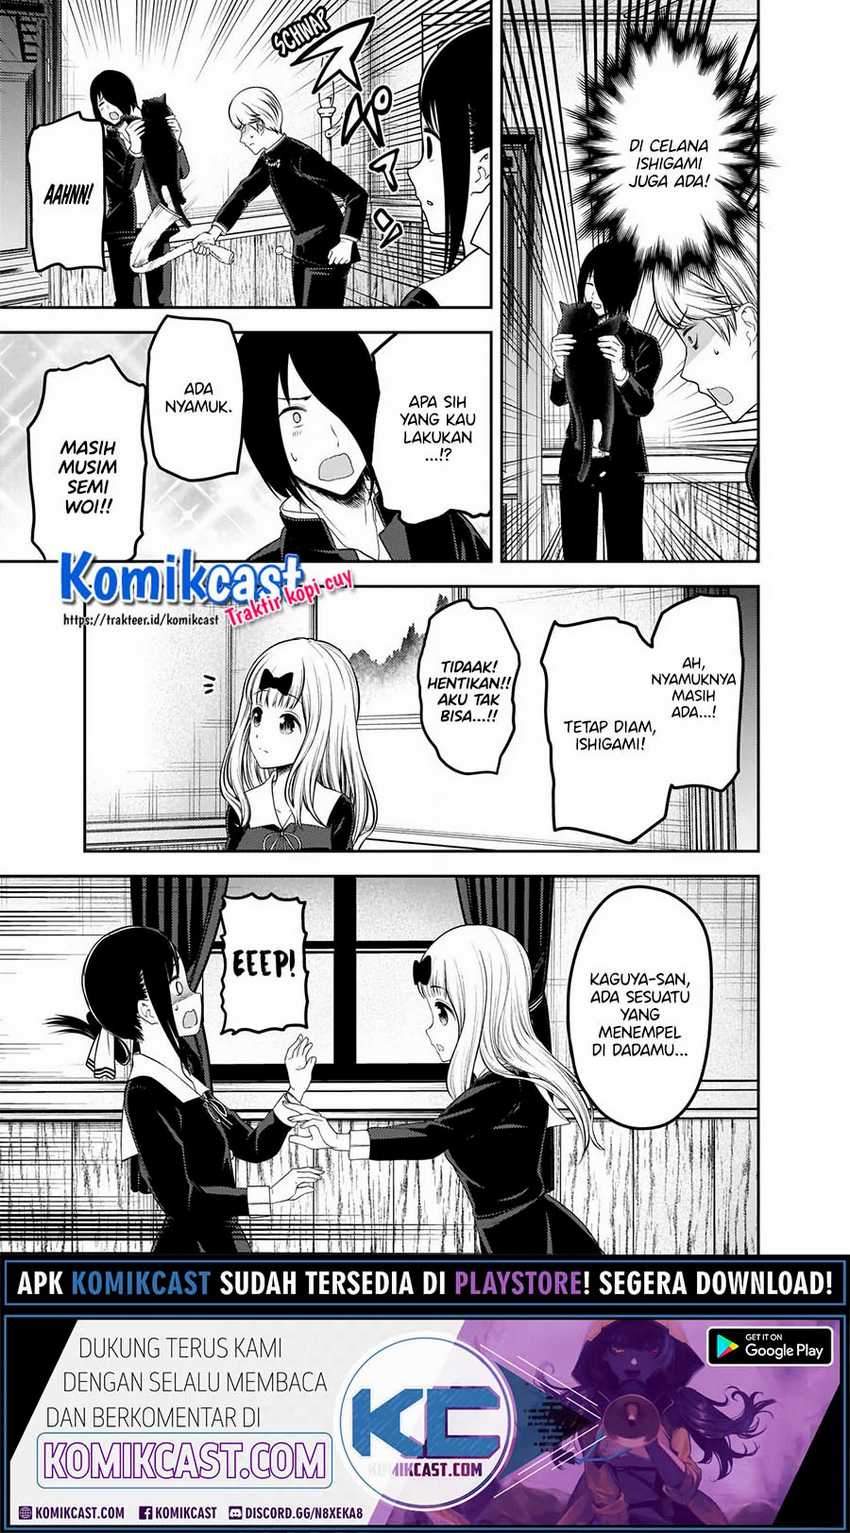 DI CELANA
ISHIGAMI
JUGA ADA!
SCHWAP
スペペ
AAHNN!
APA SIH
YANG KAU
LAKUKAN
...!?
ADA
NYAMUK.
MASIH
MUSIM
SEMI
WOI!!
Komikcast
Traktir kopi cuy
https://trakteer.id/komikcast
AH,
NYAMUKNYA
MASIH
ADA...!
TETAP DIAM,
ISHIGAMI!
TIDAAK!
HENTIKAN!!
AKU TAK
BISA...!!
KAGUYA-SAN,
ADA SESUATU
YANG
MENEMPEL
DI DADAMU...
EEEP!
APK KOMIKCAST SUDAH TERSEDIA DI PLAYSTORE! SEGERA DOWNLOAD!
DUKUNG TERUS KAMI
DENGAN SELALU MEMBACA
DAN BERKOMENTAR DI
KOMIKCAST.COM
KOMIKCAST.COM
KOMIKCAST
DISCORD.GG/N8XEKA8
KC
KOMIKCAST.COM
GET IT ON
Google Play